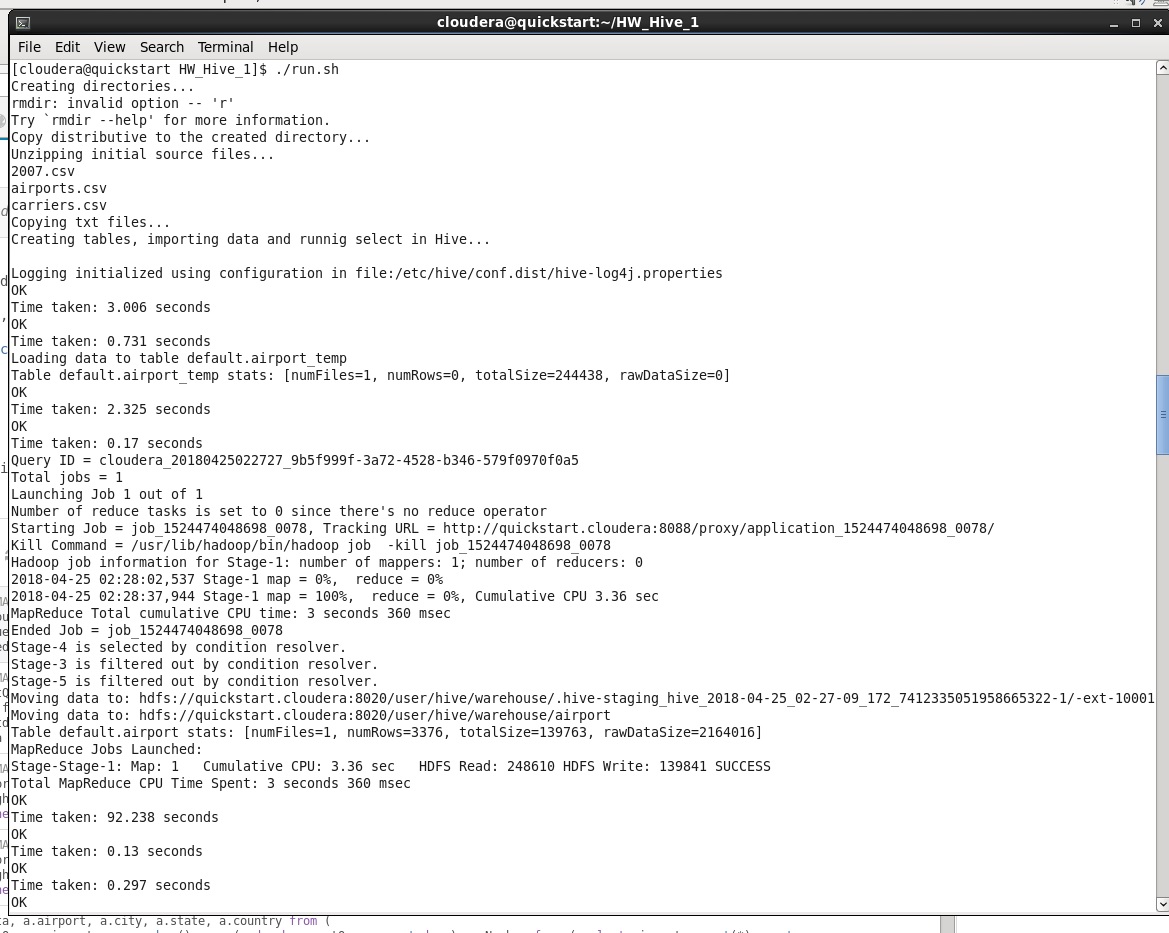 cloudera@quickstart:~/HW_Hive_1
File Edit View Search Terminal Help
[cloudera@quickstart HW_Hive_1]$ ./run.sh
Creating directories...
rmdir: invalid option -- 'r'
Try `rmdir --help' for more information.
Copy distributive to the created directory...
Unzipping initial source files...
2007.csv
airports.csv
carriers.csv
Copying txt files...
Creating tables, importing data and runnig select in Hive...
Logging initialized using configuration in file:/etc/hive/conf.dist/hive-log4j.properties
OK
Time taken: 3.006 seconds
OK
Time taken: 0.731 seconds
Loading data to table default.airport_temp
Table default.airport_temp stats: [numFiles=1, numRows=0, totalSize=244438, rawDataSize=0]
OK
Time taken: 2.325 seconds
OK
Time taken: 0.17 seconds
Query ID = cloudera_20180425022727_9b5f999f-3a72-4528-b346-579f0970f0a5
Total jobs = 1
Launching Job 1 out of 1
Number of reduce tasks is set to 0 since there's no reduce operator
Starting Job = job_1524474048698_0078, Tracking URL = http://quickstart.cloudera:8088/proxy/application_1524474048698_0078/
Kill Command = /usr/lib/hadoop/bin/hadoop job  -kill job_1524474048698_0078
Hadoop job information for Stage-1: number of mappers: 1; number of reducers: 0
2018-04-25 02:28:02,537 Stage-1 map = 0%,  reduce = 0%
2018-04-25 02:28:37,944 Stage-1 map = 100%,  reduce = 0%, Cumulative CPU 3.36 sec
MapReduce Total cumulative CPU time: 3 seconds 360 msec
Ended Job = job_1524474048698_0078
Stage-4 is selected by condition resolver.
Stage-3 is filtered out by condition resolver.
Stage-5 is filtered out by condition resolver.
Moving data to: hdfs://quickstart.cloudera:8020/user/hive/warehouse/.hive-staging_hive_2018-04-25_02-27-09_172_7412335051958665322-1/-ext-10001
Moving data to: hdfs://quickstart.cloudera:8020/user/hive/warehouse/airport
Table default.airport stats: [numFiles=1, numRows=3376, totalSize=139763, rawDataSize=2164016]
MapReduce Jobs Launched:
Stage-Stage-1: Map: 1   Cumulative CPU: 3.36 sec   HDFS Read: 248610 HDFS Write: 139841 SUCCESS
Total MapReduce CPU Time Spent: 3 seconds 360 msec
OK
Time taken: 92.238 seconds
OK
Time taken: 0.13 seconds
OK
Time taken: 0.297 seconds
OK
a.airport, a.city, a.state, a.country from (